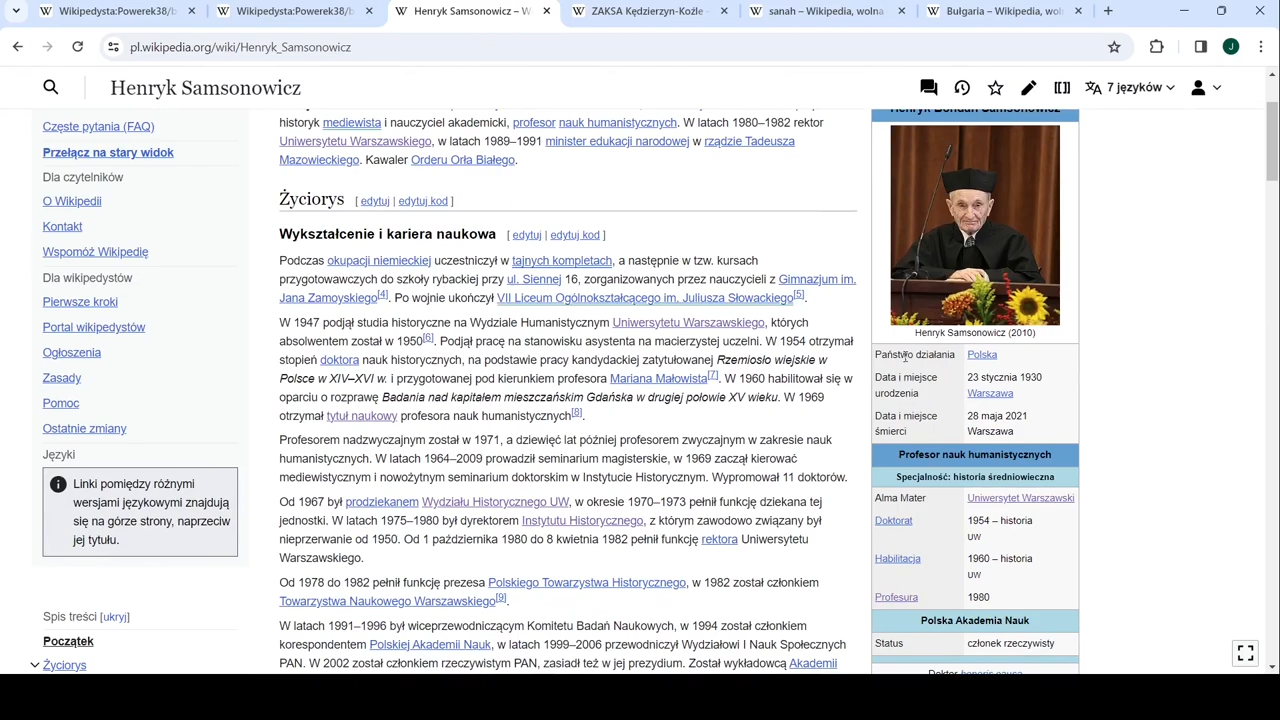 Wikipedysta:Powerek38/b
Wikipedysta:Powerek38/b
Henryk Samsonowicz – W
ZAKSA Kędzierzyn-Koźle -
sanah – Wikipedia, wolna
Bułgaria – Wikipedia, wol
pl.wikipedia.org/wiki/Henryk_Samsonowicz
J
Henryk Samsonowicz
7 języków
Częste pytania (FAQ)
Przełącz na stary widok
Dla czytelników
O Wikipedii
Kontakt
Wspomóż Wikipedię
Dla wikipedystów
Pierwsze kroki
Portal wikipedystów
Ogłoszenia
Zasady
Pomoc
Ostatnie zmiany
Języki
Linki pomiędzy różnymi
wersjami językowymi znajdują
się na górze strony, naprzeciw
jej tytułu.
Spis treści [ukryj]
Początek
Życiorys
historyk mediewista i nauczyciel akademicki, profesor nauk humanistycznych. W latach 1980–1982 rektor
Uniwersytetu Warszawskiego, w latach 1989–1991 minister edukacji narodowej w rządzie Tadeusza
Mazowieckiego. Kawaler Orderu Orła Białego.
Życiorys [ edytuj | edytuj kod ]
Wykształcenie i kariera naukowa [ edytuj | edytuj kod ]
Podczas okupacji niemieckiej uczestniczył w tajnych kompletach, a następnie w tzw. kursach
przygotowawczych do szkoły rybackiej przy ul. Siennej 16, zorganizowanych przez nauczycieli z Gimnazjum im.
Jana Zamoyskiego[4]. Po wojnie ukończył VII Liceum Ogólnokształcącego im. Juliusza Słowackiego[5].
W 1947 podjął studia historyczne na Wydziale Humanistycznym Uniwersytetu Warszawskiego, których
absolwentem został w 1950[6]. Podjął pracę na stanowisku asystenta na macierzystej uczelni. W 1954 otrzymał
stopień doktora nauk historycznych, na podstawie pracy kandydackiej zatytułowanej Rzemiosło wiejskie w
Polsce w XIV–XVI w. i przygotowanej pod kierunkiem profesora Mariana Małowista[7]. W 1960 habilitował się w
oparciu o rozprawę Badania nad kapitałem mieszczańskim Gdańska w drugiej połowie XV wieku. W 1969
otrzymał tytuł naukowy profesora nauk humanistycznych[8].
Profesorem nadzwyczajnym został w 1971, a dziewięć lat później profesorem zwyczajnym w zakresie nauk
humanistycznych. W latach 1964–2009 prowadził seminarium magisterskie, w 1969 zaczął kierować
mediewistycznym i nowożytnym seminarium doktorskim w Instytucie Historycznym. Wypromował 11 doktorów.
Od 1967 był prodziekanem Wydziału Historycznego UW, w okresie 1970–1973 pełnił funkcję dziekana tej
jednostki. W latach 1975–1980 był dyrektorem Instytutu Historycznego, z którym zawodowo związany był
nieprzerwanie od 1950. Od 1 października 1980 do 8 kwietnia 1982 pełnił funkcję rektora Uniwersytetu
Warszawskiego.
Od 1978 do 1982 pełnił funkcję prezesa Polskiego Towarzystwa Historycznego, w 1982 został członkiem
Towarzystwa Naukowego Warszawskiego[9].
W latach 1991–1996 był wiceprzewodniczącym Komitetu Badań Naukowych, w 1994 został członkiem
korespondentem Polskiej Akademii Nauk, w latach 1999–2006 przewodniczył Wydziałowi I Nauk Społecznych
PAN. W 2002 został członkiem rzeczywistym PAN, zasiadł też w jej prezydium. Został wykładowcą Akademii
Henryk Bohdan Samsonowicz
Henryk Samsonowicz (2010)
Państwo działania Polska
Data i miejsce urodzenia 23 stycznia 1930
Warszawa
Data i miejsce śmierci 28 maja 2021
Warszawa
Profesor nauk humanistycznych
Specjalność: historia średniowieczna
Alma Mater Uniwersytet Warszawski
Doktorat 1954 – historia
UW
Habilitacja 1960 – historia
UW
Profesura 1980
Polska Akademia Nauk
Status członek rzeczywisty
Doktor honoris causa